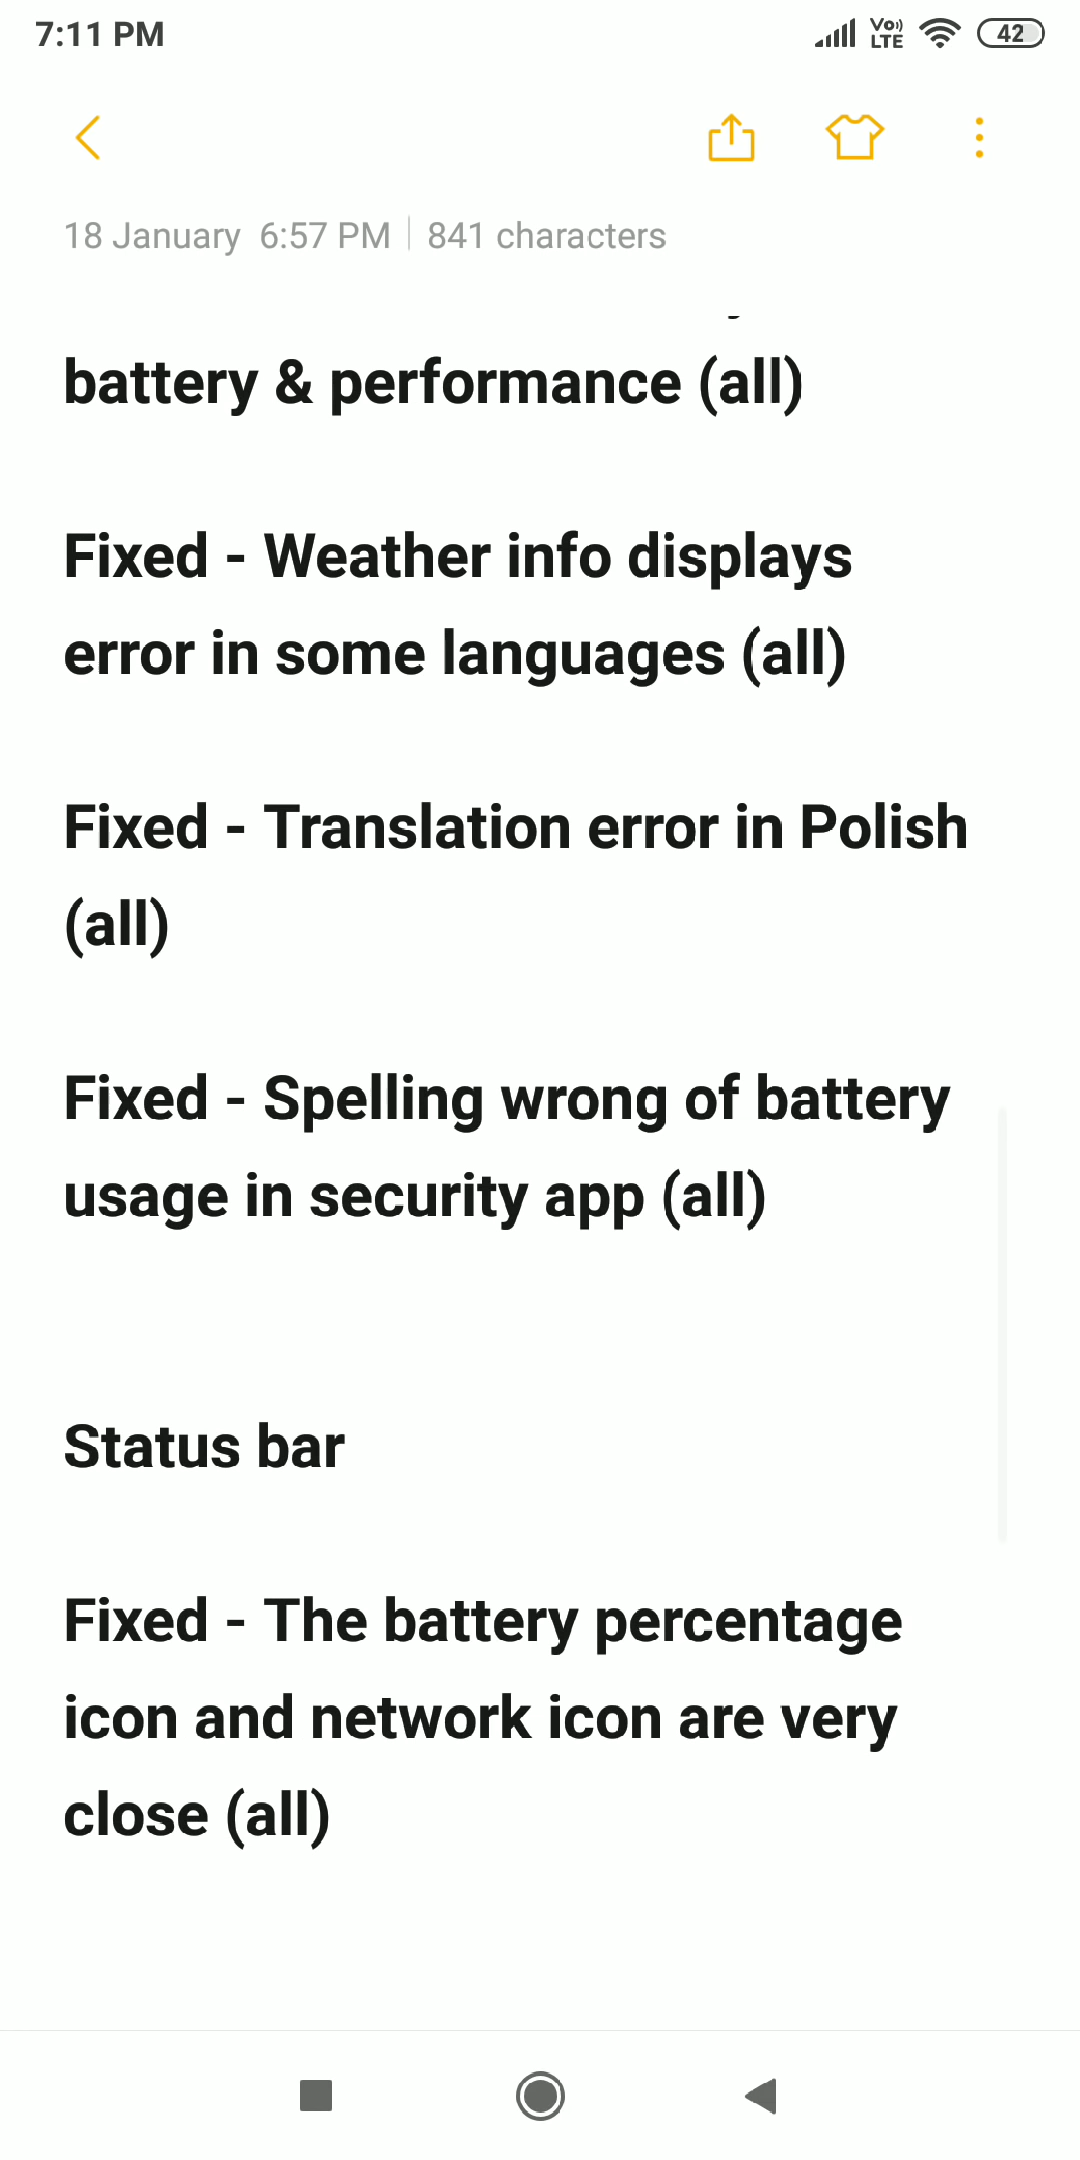 7:11 PM
Vo)) LTE
42
18 January 6:57 PM | 841 characters
battery & performance (all)
Fixed - Weather info displays
error in some languages (all)
Fixed - Translation error in Polish
(all)
Fixed - Spelling wrong of battery
usage in security app (all)
Status bar
Fixed - The battery percentage
icon and network icon are very
close (all)